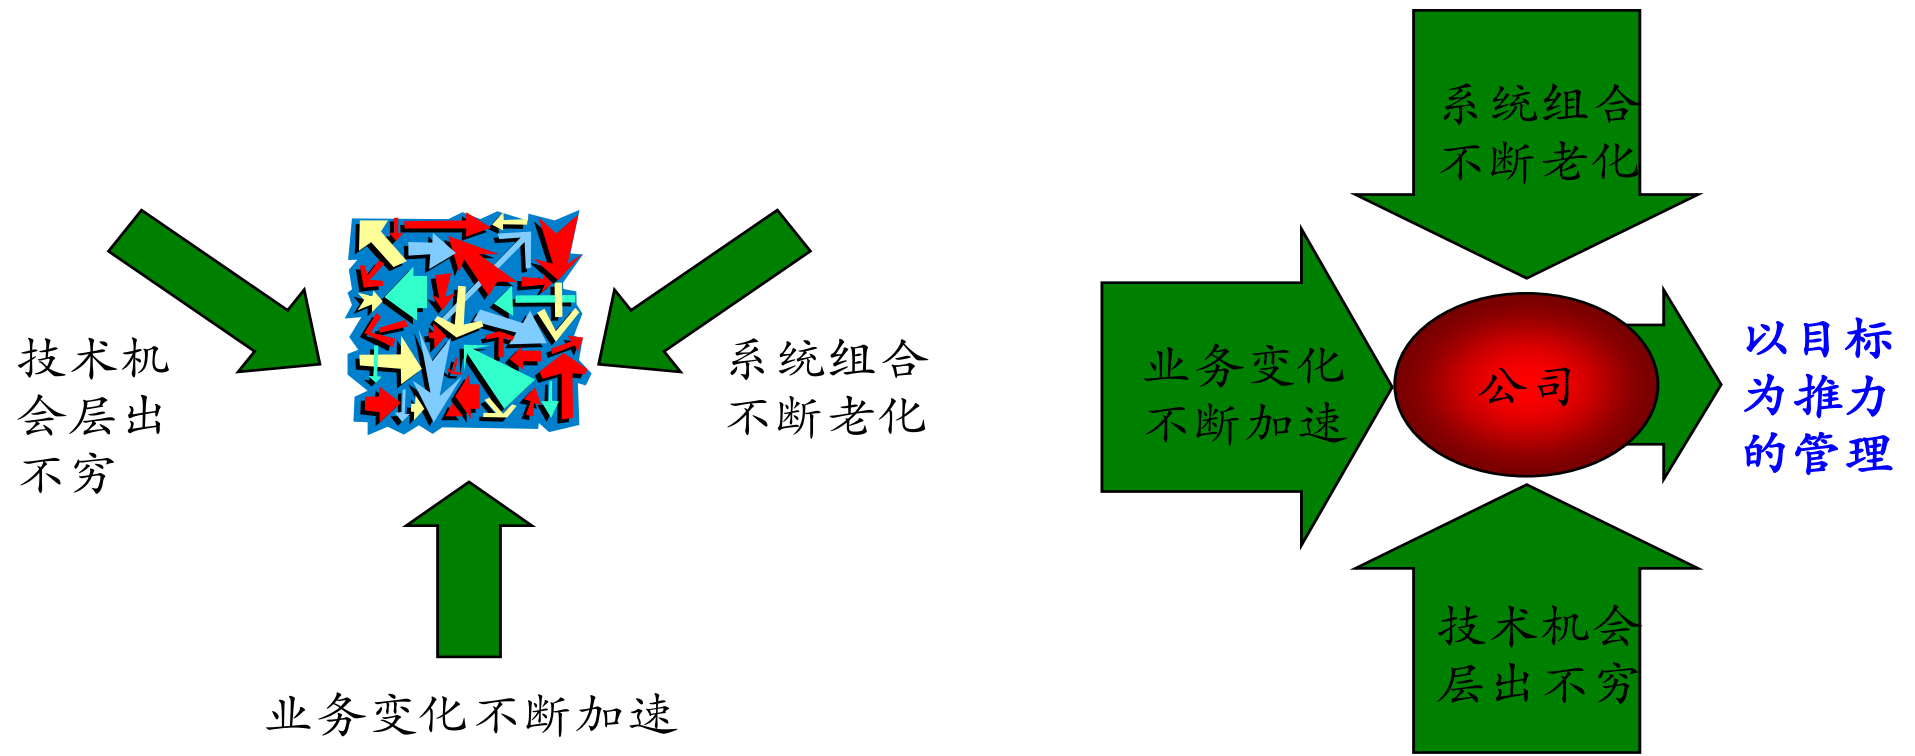 技术机
会层出
不穷
系统组合
不断老化
业务变化不断加速
系统组合
不断老化
业务变化
不断加速
公司
以目标
为推力
的管理
技术机会
层出不穷